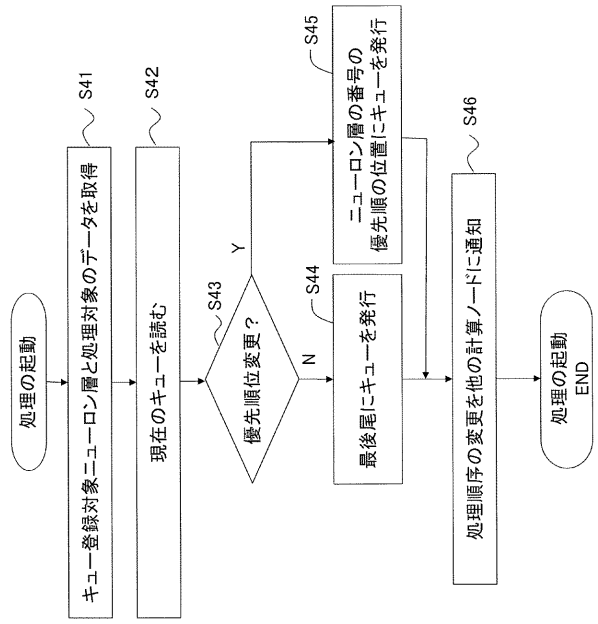 処理の起動
S41
キュー登録対象ニューロン層と処理対象のデータを取得
S42
現在のキューを読む
S43
優先順位変更？
Y
N
S44
最後尾にキューを発行
S45
ニューロン層の番号の
優先順の位置にキューを発行
S46
処理順序の変更を他の計算ノードに通知
処理の起動
END